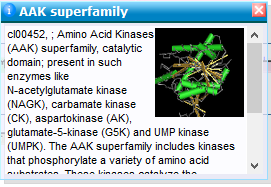 AAK superfamily
cl00452, ; Amino Acid Kinases
(AAK) superfamily, catalytic
domain; present in such
enzymes like
N-acetylglutamate kinase
(NAGK), carbamate kinase
(CK), aspartokinase (AK),
glutamate-5-kinase (G5K) and UMP kinase
(UMPK). The AAK superfamily includes kinases
that phosphorylate a variety of amino acid
substrates. These kinases catalyze the